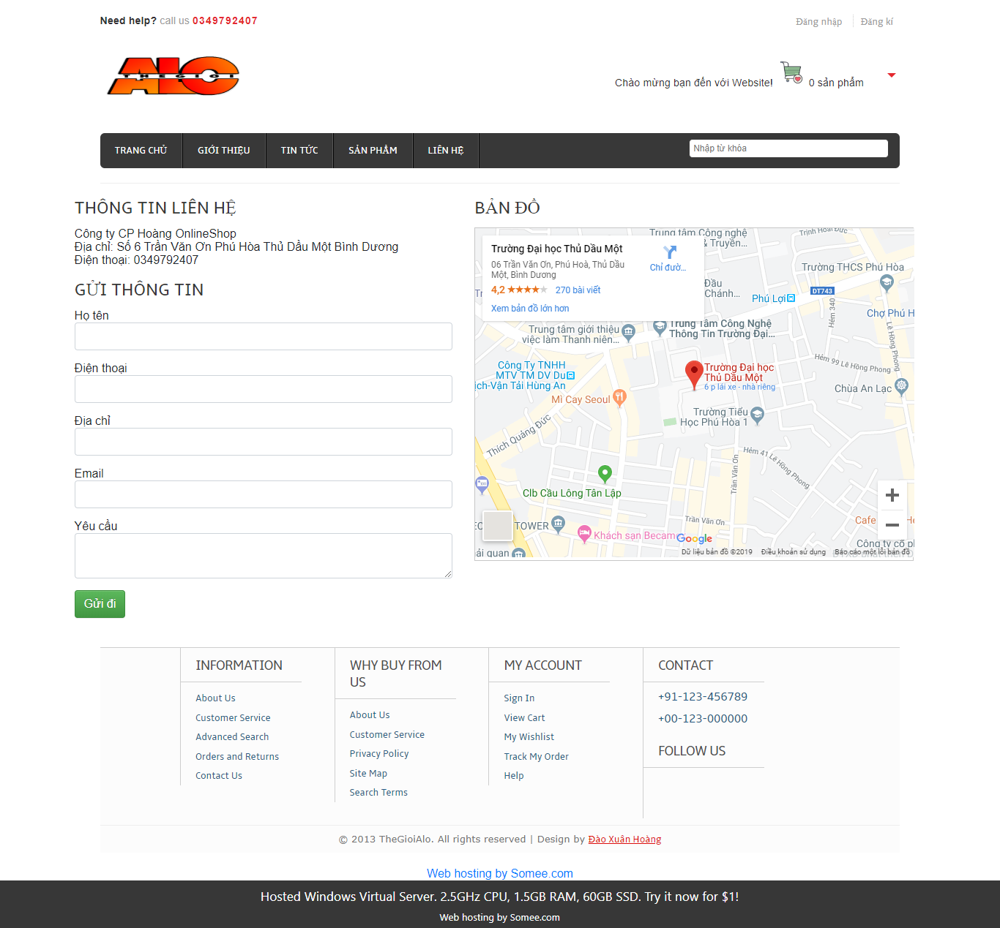 Need help? call us 0349792407
Đăng nhập
Đăng kí
ALO
THEGIOI
Chào mừng bạn đến với Website!
0 sản phẩm
TRANG CHỦ
GIỚI THIỆU
TIN TỨC
SẢN PHẨM
LIÊN HỆ
Nhập từ khóa
THÔNG TIN LIÊN HỆ
Công ty CP Hoàng OnlineShop
Địa chỉ: Số 6 Trần Văn Ơn Phú Hòa Thủ Dầu Một Bình Dương
Điện thoại: 0349792407
GỬI THÔNG TIN
Họ tên
Điện thoại
Địa chỉ
Email
Yêu cầu
Gửi đi
BẢN ĐỒ
Trường Đại học Thủ Dầu Một
06 Trần Văn Ơn, Phú Hoà, Thủ Dầu
Một, Bình Dương
4,2
270 bài viết
Xem bản đồ lớn hơn
Chỉ đườ...
Trung tâm Công nghệ
& Truyền...
Trịnh Hoài Đức
Trường THCS Phú Hòa
Đầu
Chánh...
Phú Lợi
DT743
Hẻm 340
Chợ Phú H
Lê Hồng Phong
Trung Tâm Công Nghệ
Thông Tin Trường Đại...
Trung tâm giới thiệu
việc làm Thanh niên...
Công Ty TNHH
MTV TM DV Du
ịch-Vận Tải Hùng An
Trường Đại học
Thủ Dầu Một
6 p lái xe - nhà riêng
Hẻm 99 Lê Hồng Phong
Chùa An Lạc
Mì Cay Seoul
Trường Tiểu
Học Phú Hòa 1
Thích Quảng Đức
Hẻm 41 Lê Hồng Phong
Trần Văn Ơn
Clb Cầu Lông Tân Lập
TOWER
Khách sạn Becam
Trần Văn Ơn
Cafe
Công ty cổ p
ải quan
Google
Dữ liệu bản đồ ©2019
Điều khoản sử dụng
Báo cáo một lỗi bản đồ
INFORMATION
About Us
Customer Service
Advanced Search
Orders and Returns
Contact Us
WHY BUY FROM
US
About Us
Customer Service
Privacy Policy
Site Map
Search Terms
MY ACCOUNT
Sign In
View Cart
My Wishlist
Track My Order
Help
CONTACT
+91-123-456789
+00-123-000000
FOLLOW US
© 2013 TheGioiAlo. All rights reserved | Design by Đào Xuân Hoàng
Web hosting by Somee.com
Hosted Windows Virtual Server. 2.5GHz CPU, 1.5GB RAM, 60GB SSD. Try it now for $1!
Web hosting by Somee.com